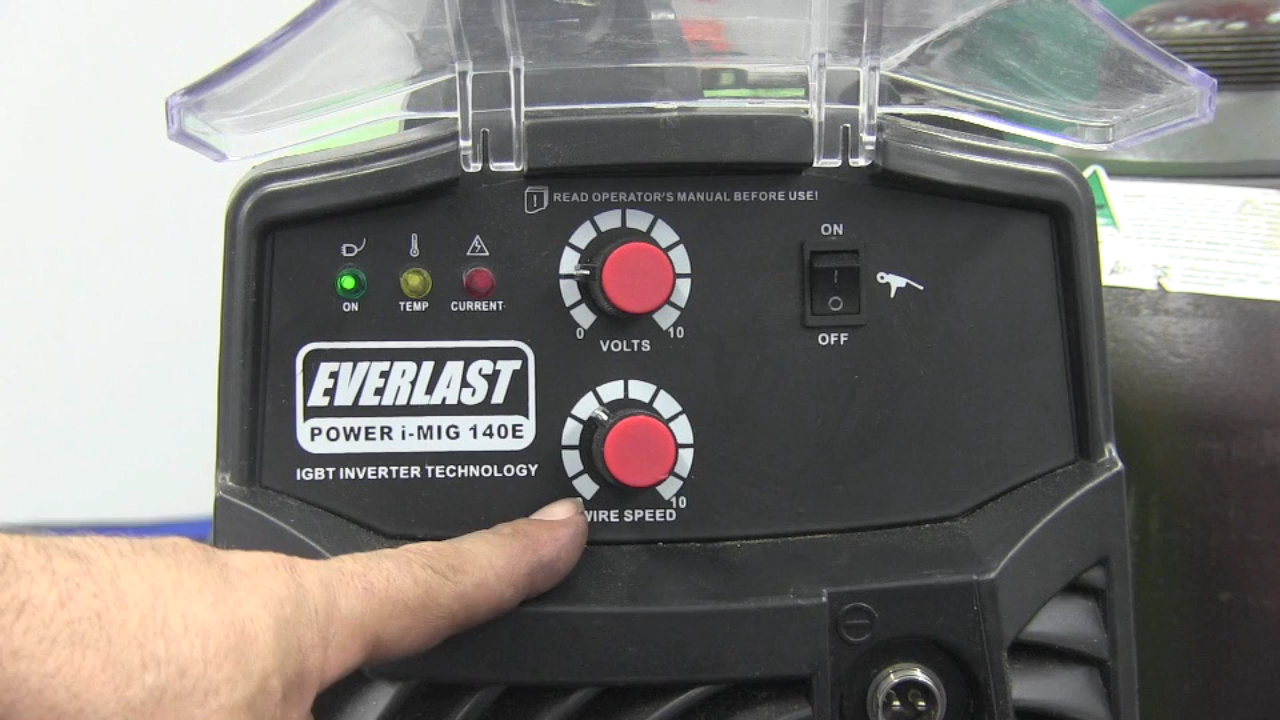 READ OPERATOR'S MANUAL BEFORE USE!
ON
TEMP
CURRENT
0
10
VOLTS
ON
OFF
EVERLAST
POWER i-MIG 140E
IGBT INVERTER TECHNOLOGY
10
WIRE SPEED